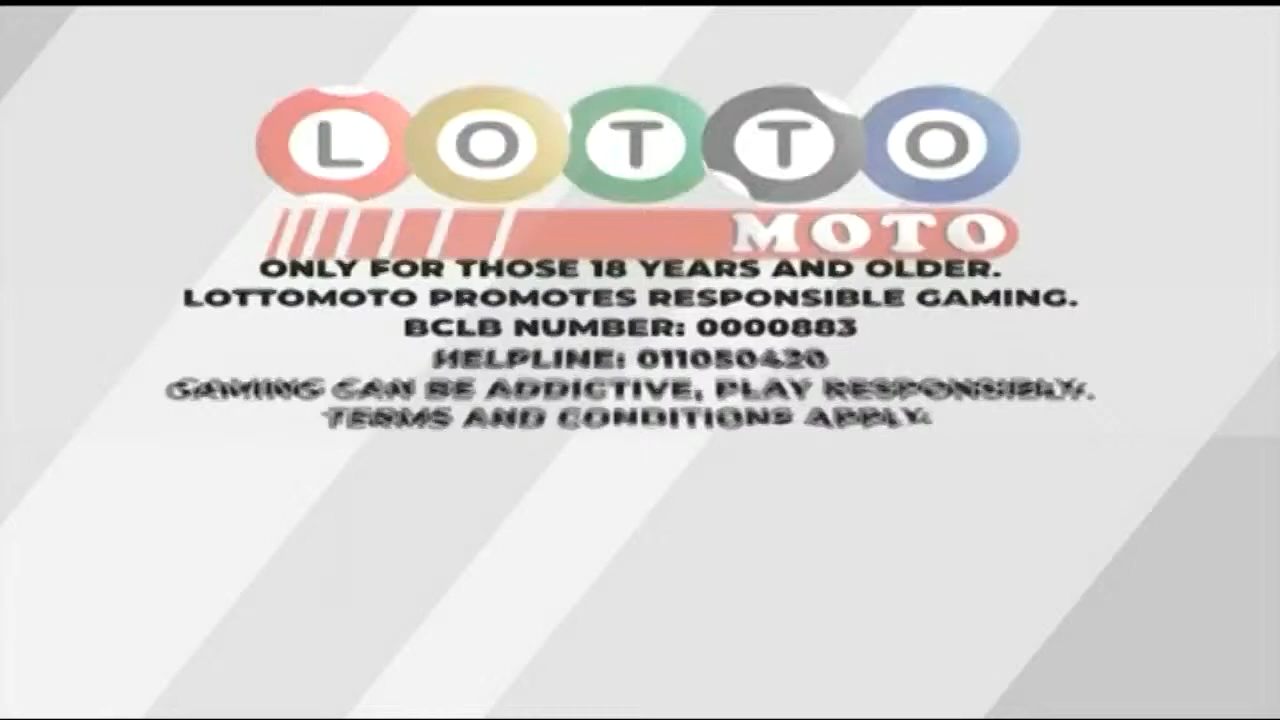 LOTTO
MOTO
ONLY FOR THOSE 18 YEARS AND OLDER.
LOTTOMOTO PROMOTES RESPONSIBLE GAMING.
BCLB NUMBER: 0000883
HELPLINE: 011050420
GAMING CAN BE ADDICTIVE, PLAY RESPONSIBLY.
TERMS AND CONDITIONS APPLY.